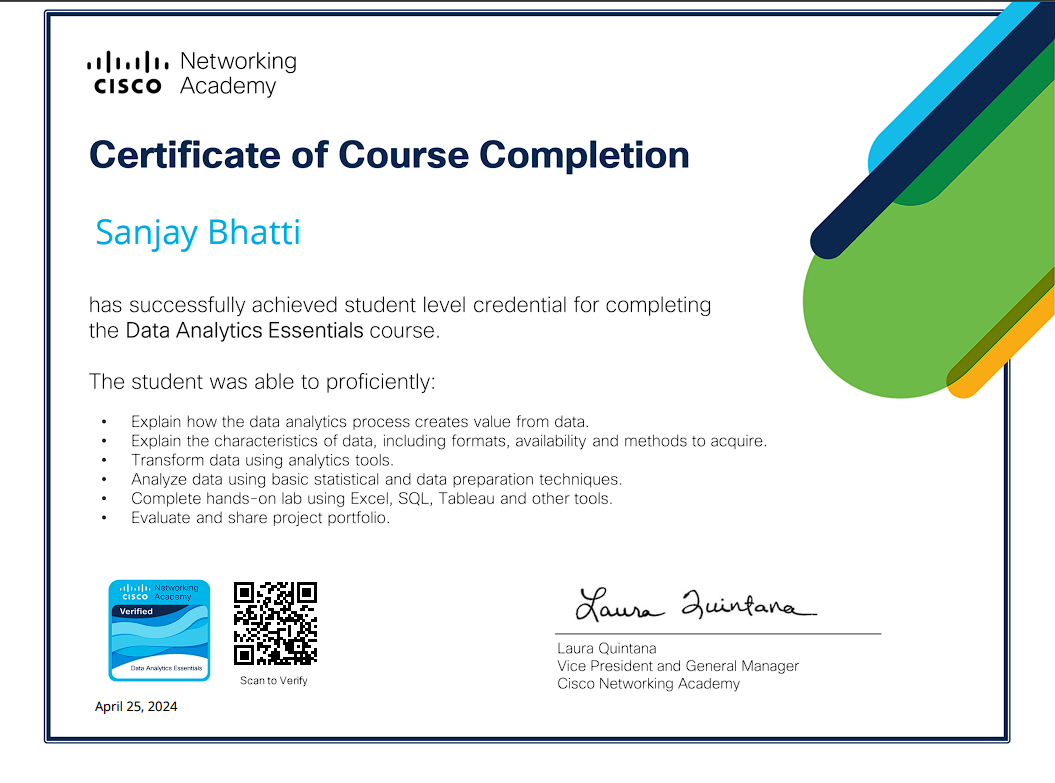 Networking
CISCO Academy
Certificate of Course Completion
Sanjay Bhatti
has successfully achieved student level credential for completing
the Data Analytics Essentials course.
The student was able to proficiently:
• Explain how the data analytics process creates value from data.
• Explain the characteristics of data, including formats, availability and methods to acquire.
• Transform data using analytics tools.
• Analyze data using basic statistical and data preparation techniques.
• Complete hands-on lab using Excel, SQL, Tableau and other tools.
• Evaluate and share project portfolio.
Networking
CISCO Academy
Verified
Data Analytics Essentials
Scan to Verify
April 25, 2024
Laura Quintana
Laura Quintana
Vice President and General Manager
Cisco Networking Academy